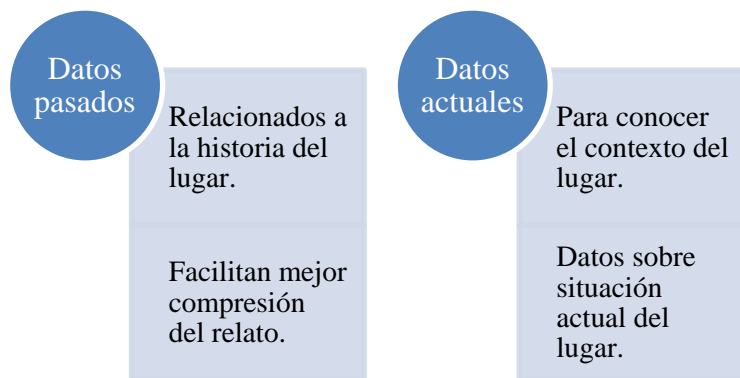 Datos
pasados
Relacionados a
la historia del
lugar.
Facilitan mejor
compresión
del relato.
Datos
actuales
Para conocer
el contexto del
lugar.
Datos sobre
situación
actual del
lugar.